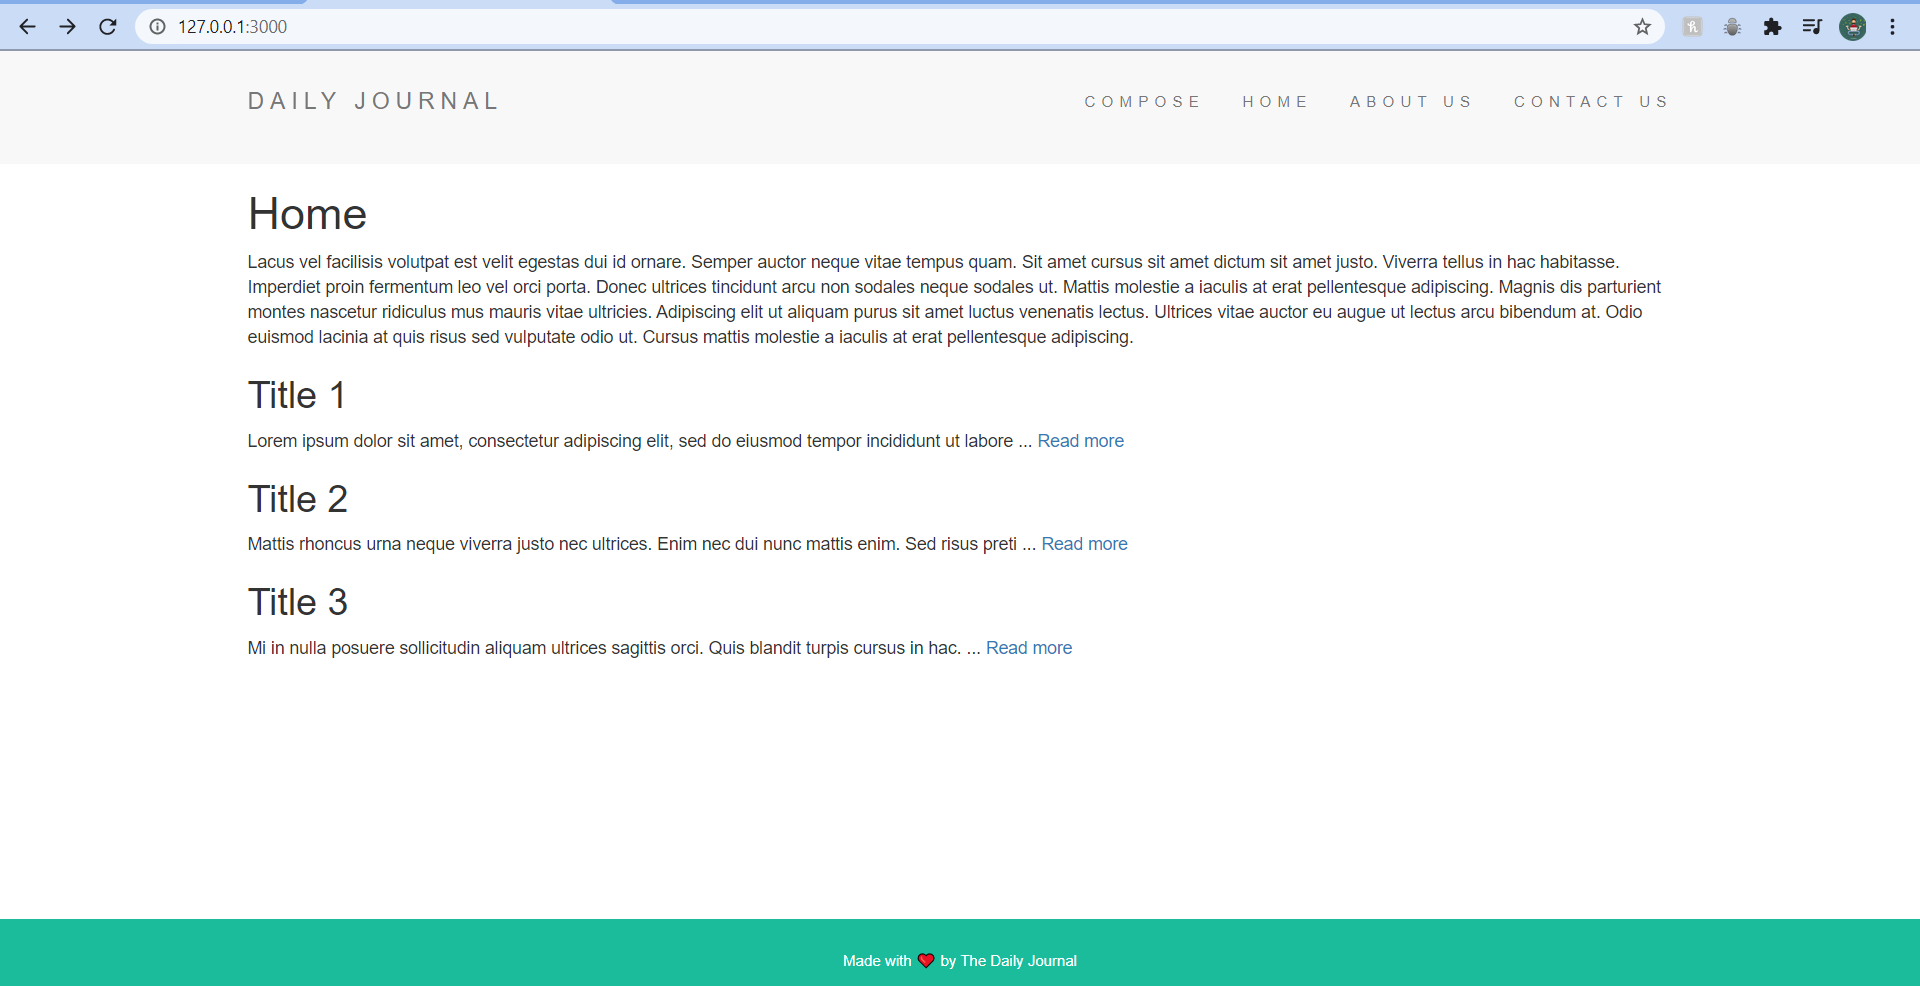 127.0.0.1:3000
DAILY JOURNAL
COMPOSE HOME ABOUT US CONTACT US
Home
Lacus vel facilisis volutpat est velit egestas dui id ornare. Semper auctor neque vitae tempus quam. Sit amet cursus sit amet dictum sit amet justo. Viverra tellus in hac habitasse.
Imperdiet proin fermentum leo vel orci porta. Donec ultrices tincidunt arcu non sodales neque sodales ut. Mattis molestie a iaculis at erat pellentesque adipiscing. Magnis dis parturient
montes nascetur ridiculus mus mauris vitae ultricies. Adipiscing elit ut aliquam purus sit amet luctus venenatis lectus. Ultrices vitae auctor eu augue ut lectus arcu bibendum at. Odio
euismod lacinia at quis risus sed vulputate odio ut. Cursus mattis molestie a iaculis at erat pellentesque adipiscing.
Title 1
Lorem ipsum dolor sit amet, consectetur adipiscing elit, sed do eiusmod tempor incididunt ut labore ... Read more
Title 2
Mattis rhoncus urna neque viverra justo nec ultrices. Enim nec dui nunc mattis enim. Sed risus preti ... Read more
Title 3
Mi in nulla posuere sollicitudin aliquam ultrices sagittis orci. Quis blandit turpis cursus in hac. ... Read more
Made with ❤ by The Daily Journal